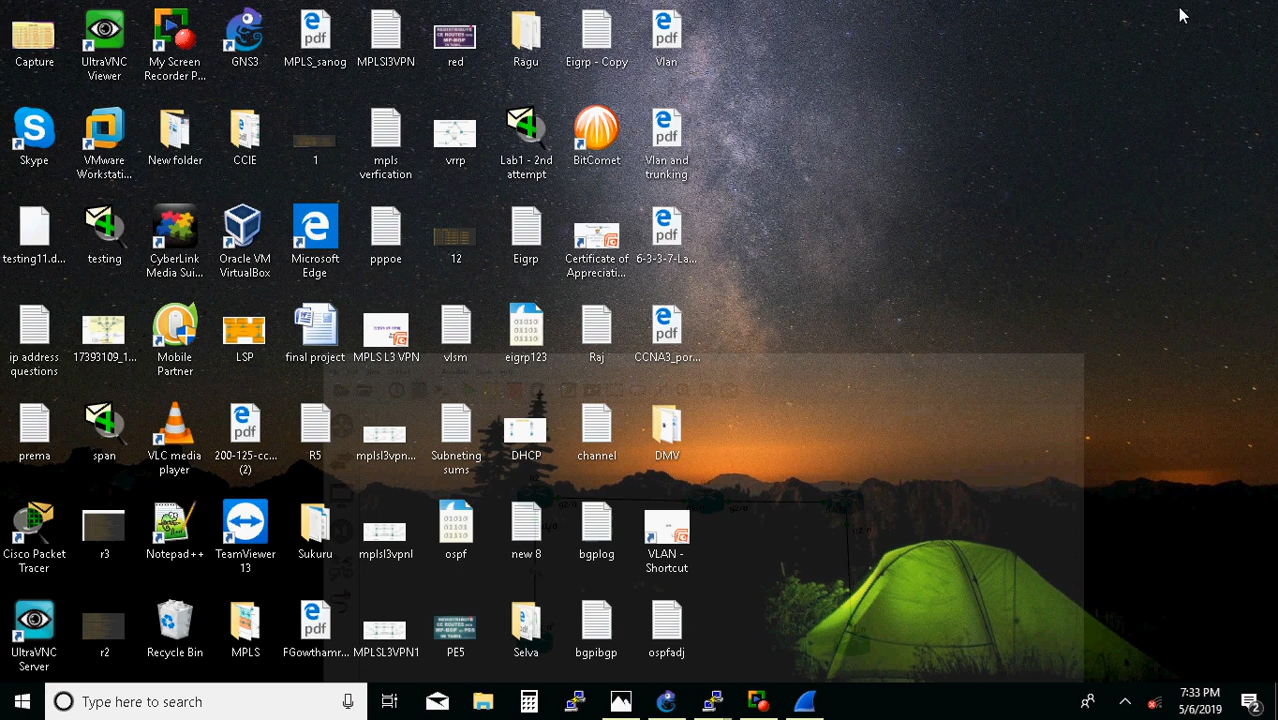 Capture
UltraVNC
Viewer
My Screen
Recorder P...
GNS3
MPLS_sanog
MPLSl3VPN
red
Ragu
Eigrp - Copy
Vlan
Skype
VMware
Workstati...
New folder
CCIE
1
mpls
verfication
vrrp
Lab1 - 2nd
attempt
BitComet
Vlan and
trunking
testing11.d...
testing
CyberLink
Media Sui...
Oracle VM
VirtualBox
Microsoft
Edge
pppoe
12
Eigrp
Certificate of
Appreciati...
6-3-3-7-La...
ip address
questions
17393109_1...
Mobile
Partner
LSP
final project
MPLS L3 VPN
vlsm
eigrp123
Raj
CCNA3_por...
prema
span
VLC media
player
200-125-cc...
(2)
R5
mplsl3vpn...
Subneting
sums
DHCP
channel
DMV
Cisco Packet
Tracer
r3
Notepad++
TeamViewer
13
Sukuru
mplsl3vpnl
ospf
new 8
bgplog
VLAN -
Shortcut
UltraVNC
Server
r2
Recycle Bin
MPLS
FGowthamr...
MPLSL3VPN1
PE5
Selva
bgpibgp
ospfadj
Type here to search
7:33 PM
5/6/2019
2